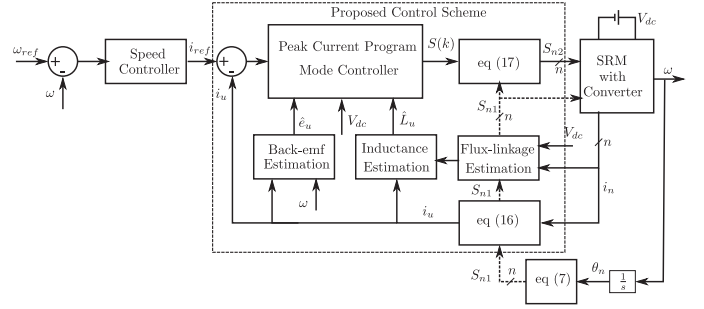 Proposed Control Scheme
ω_ref
+
-
ω
Speed
Controller
i_ref
+
-
i_u
Peak Current Program
Mode Controller
S(k)
eq (17)
S_n2
n
V_dc
SRM
with
Converter
ω
S_n1
n
ê_u
V_dc
L̂_u
Back-emf
Estimation
ω
Inductance
Estimation
Flux-linkage
Estimation
V_dc
n
i_n
S_n1
i_u
eq (16)
S_n1
n
eq (7)
θ_n
1/s